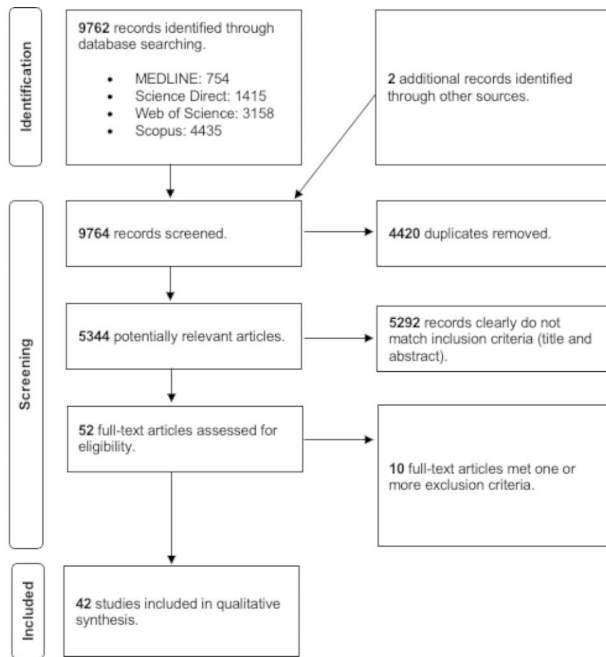 Identification
9762 records identified through
database searching.
• MEDLINE: 754
• Science Direct: 1415
• Web of Science: 3158
• Scopus: 4435
2 additional records identified
through other sources.
Screening
9764 records screened.
4420 duplicates removed.
5344 potentially relevant articles.
5292 records clearly do not
match inclusion criteria (title and
abstract).
52 full-text articles assessed for
eligibility.
10 full-text articles met one or
more exclusion criteria.
Included
42 studies included in qualitative
synthesis.